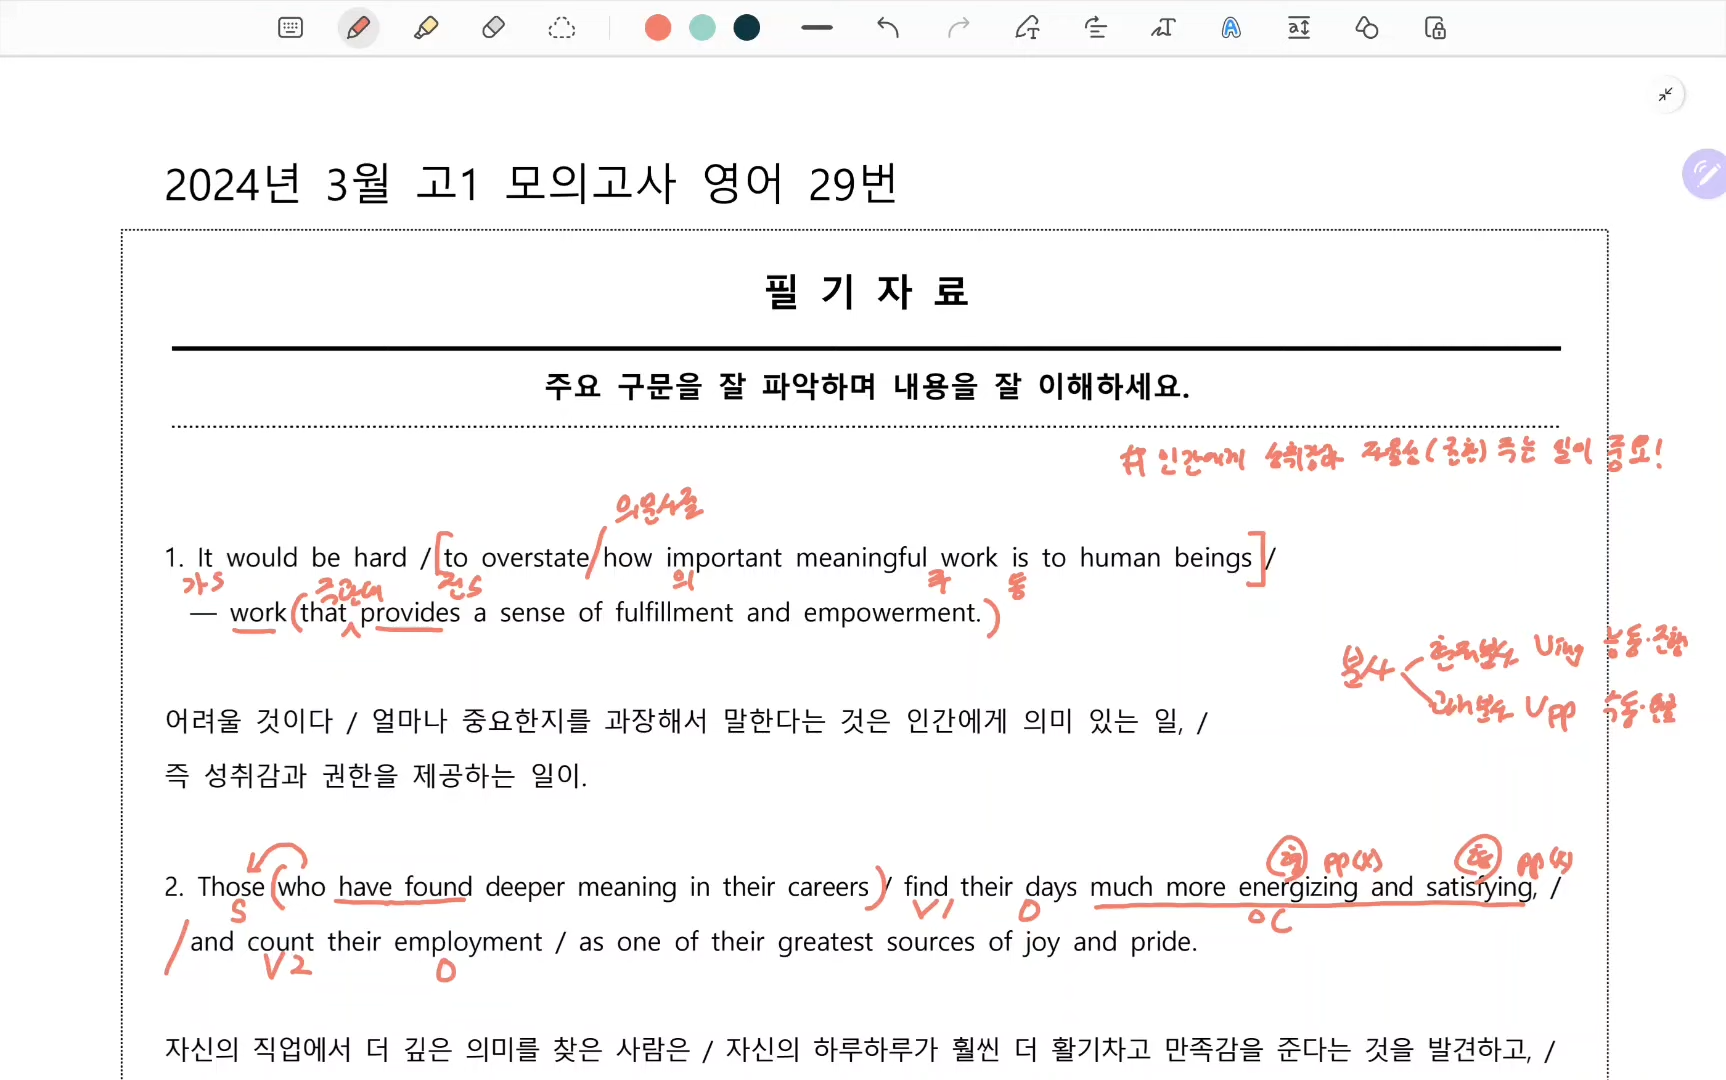 2024년 3월 고1 모의고사 영어 29번
필 기 자 료
주요 구문을 잘 파악하며 내용을 잘 이해하세요.
# 인간에게 성취감과 자율성(권한) 주는 일이 중요!
의문사절
1. It would be hard / [to overstate / how important meaningful work is to human beings] /
가S 진S 의 주 동
주관대
— work (that provides a sense of fulfillment and empowerment.)
분사
현재분사 Ving 능동·진행
과거분사 Vpp 수동·완료
어려울 것이다 / 얼마나 중요한지를 과장해서 말한다는 것은 인간에게 의미 있는 일, /
즉 성취감과 권한을 제공하는 일이.
pp(x) pp(x)
2. Those (who have found deeper meaning in their careers) / find their days much more energizing and satisfying, /
S V1 O OC
/ and count their employment / as one of their greatest sources of joy and pride.
V2 O
자신의 직업에서 더 깊은 의미를 찾은 사람은 / 자신의 하루하루가 훨씬 더 활기차고 만족감을 준다는 것을 발견하고, /